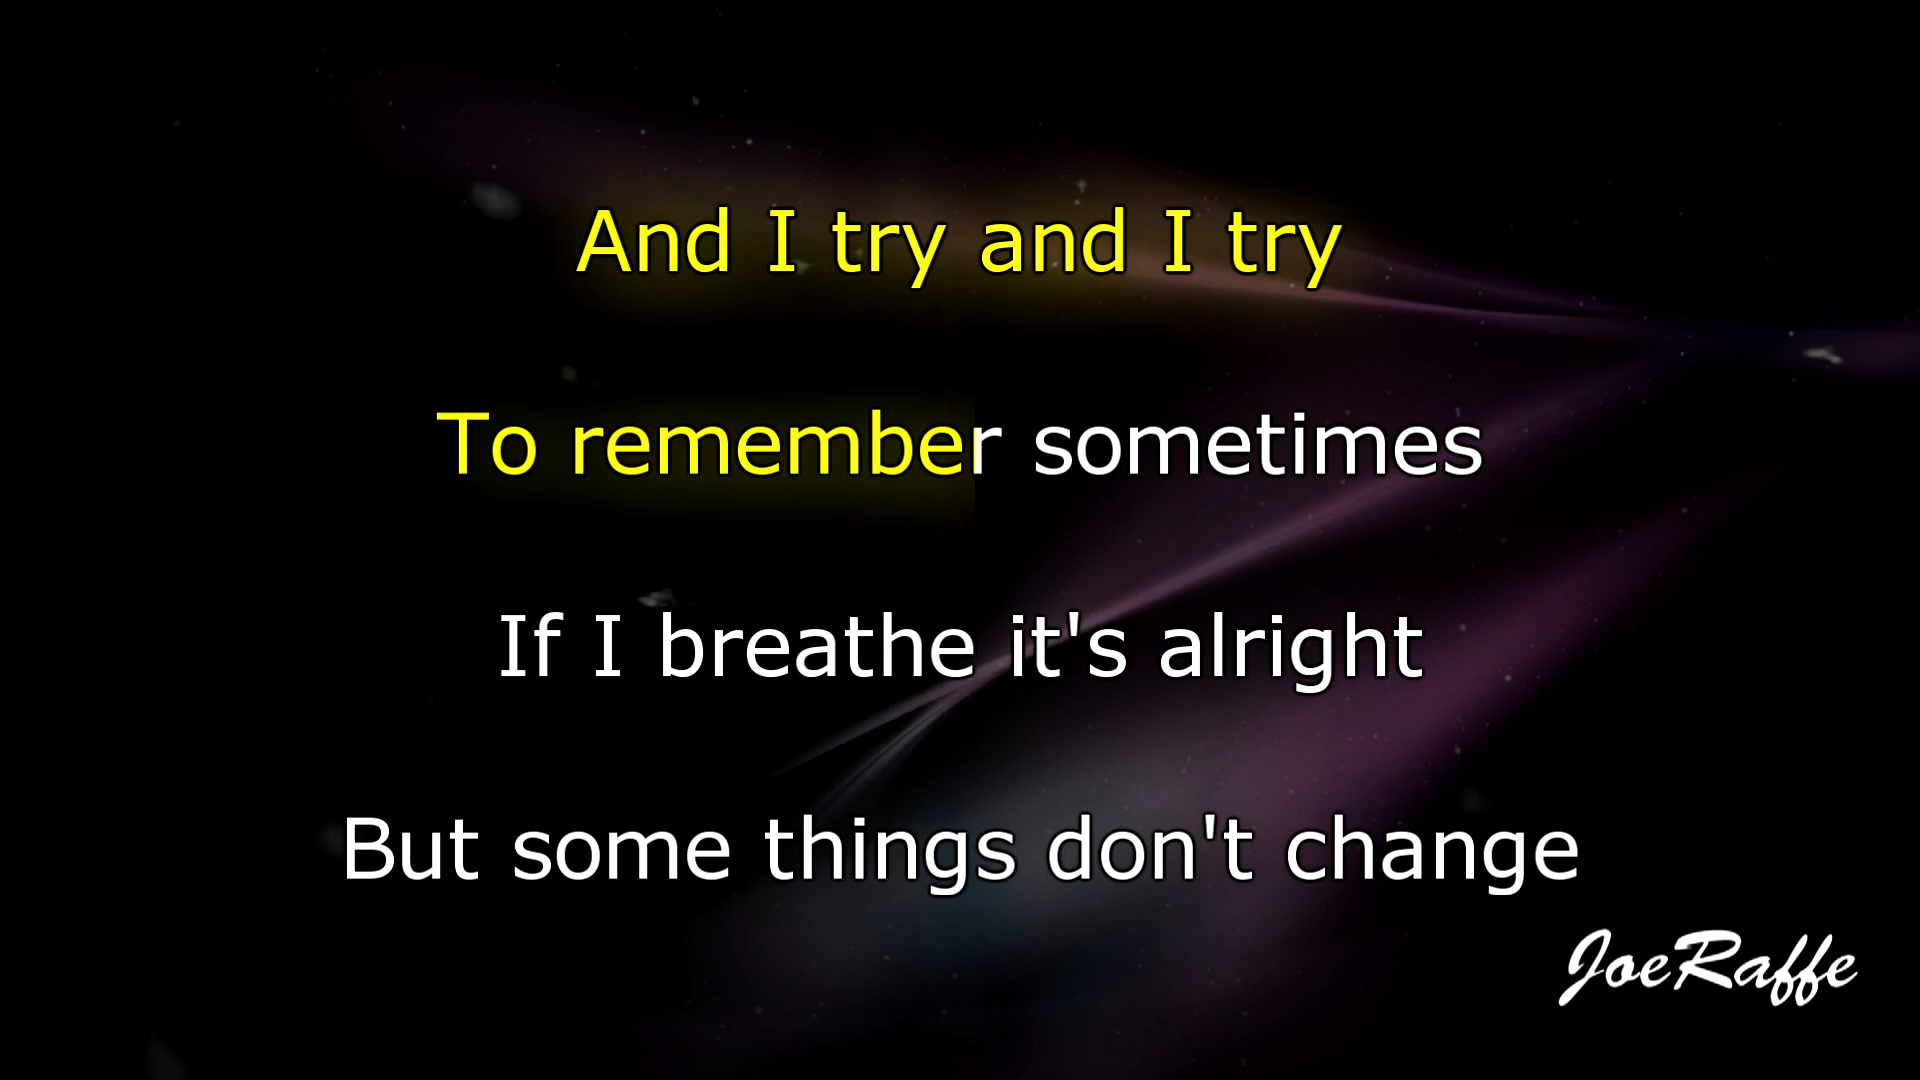 And I try and I try
To remember sometimes
If I breathe it's alright
But some things don't change
JoeRaffe